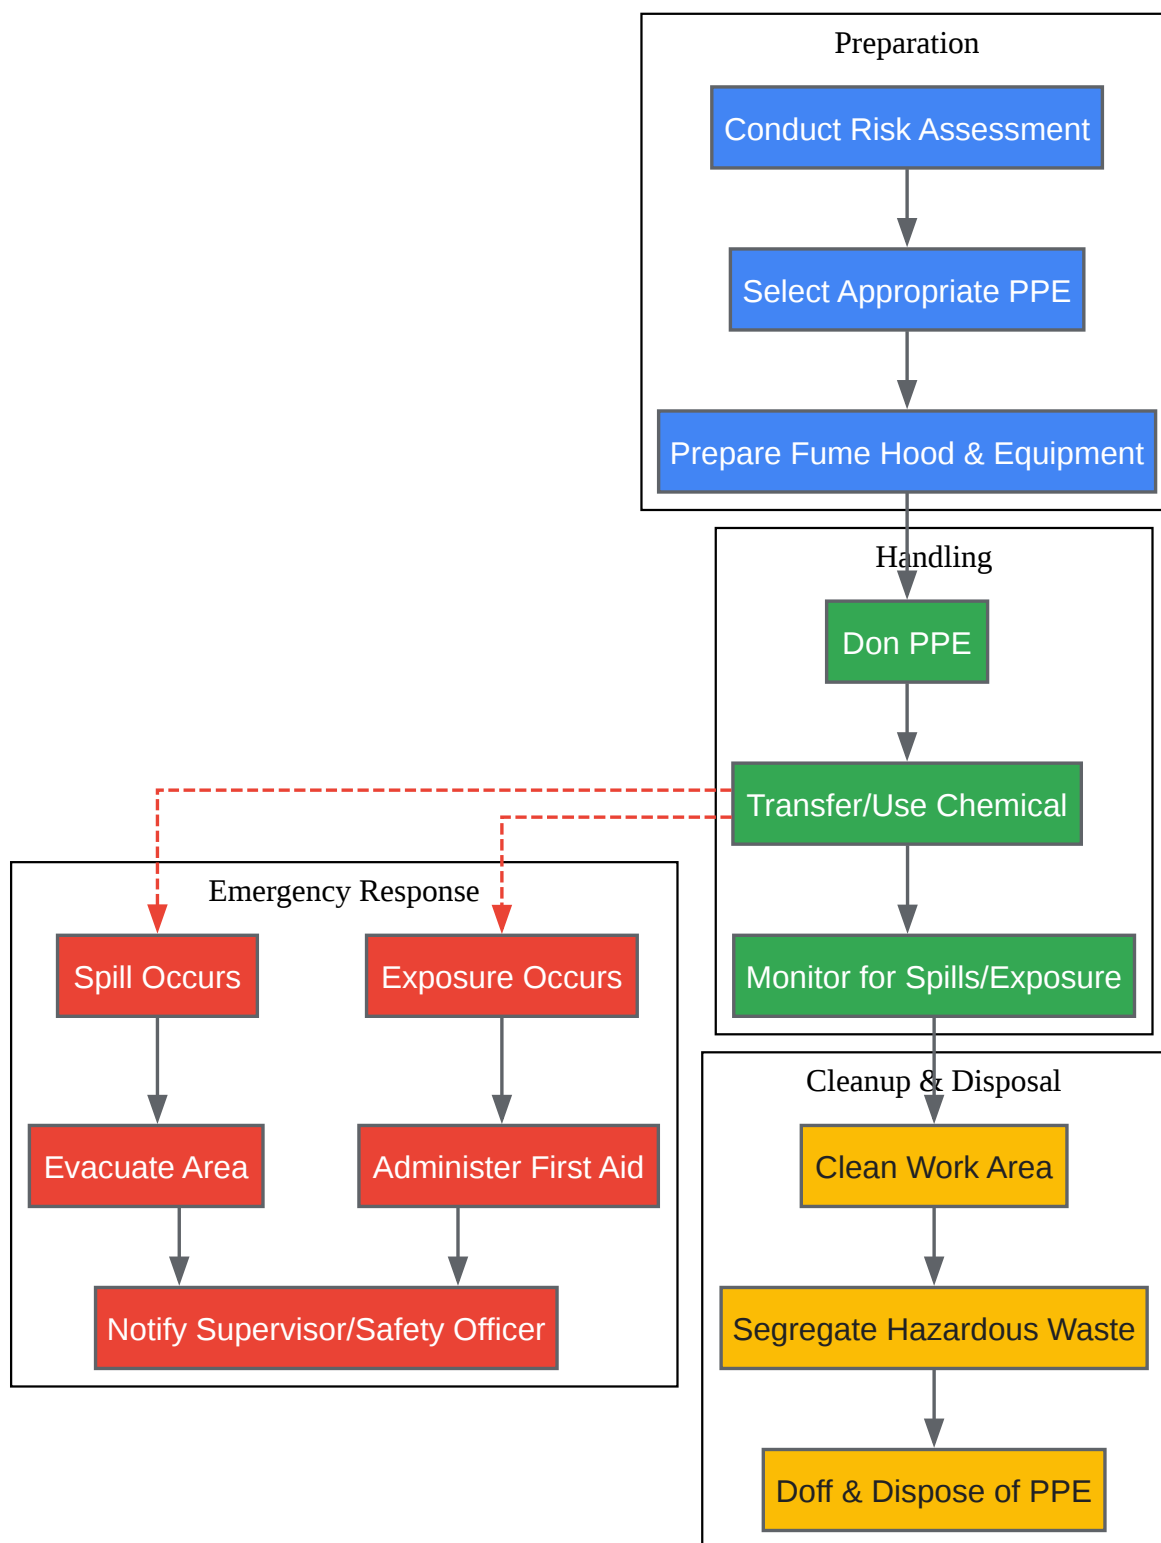 Preparation
Conduct Risk Assessment
Select Appropriate PPE
Prepare Fume Hood & Equipment
Handling
Don PPE
Transfer/Use Chemical
Monitor for Spills/Exposure
Emergency Response
Spill Occurs
Exposure Occurs
Evacuate Area
Administer First Aid
Notify Supervisor/Safety Officer
Cleanup & Disposal
Clean Work Area
Segregate Hazardous Waste
Doff & Dispose of PPE